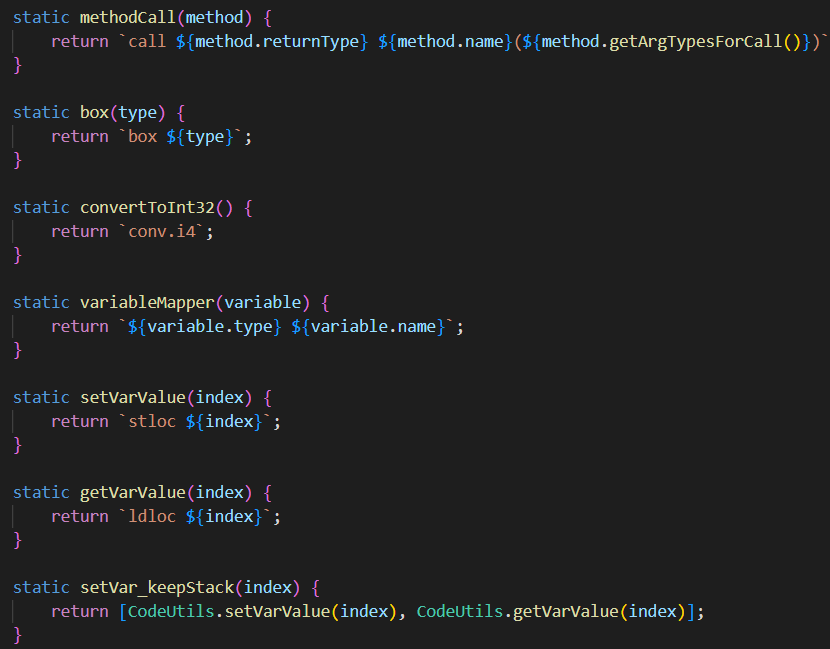 static methodCall(method) {
    return `call ${method.returnType} ${method.name}(${method.getArgTypesForCall()})`
}

static box(type) {
    return `box ${type}`;
}

static convertToInt32() {
    return `conv.i4`;
}

static variableMapper(variable) {
    return `${variable.type} ${variable.name}`;
}

static setVarValue(index) {
    return `stloc ${index}`;
}

static getVarValue(index) {
    return `ldloc ${index}`;
}

static setVar_keepStack(index) {
    return [CodeUtils.setVarValue(index), CodeUtils.getVarValue(index)];
}